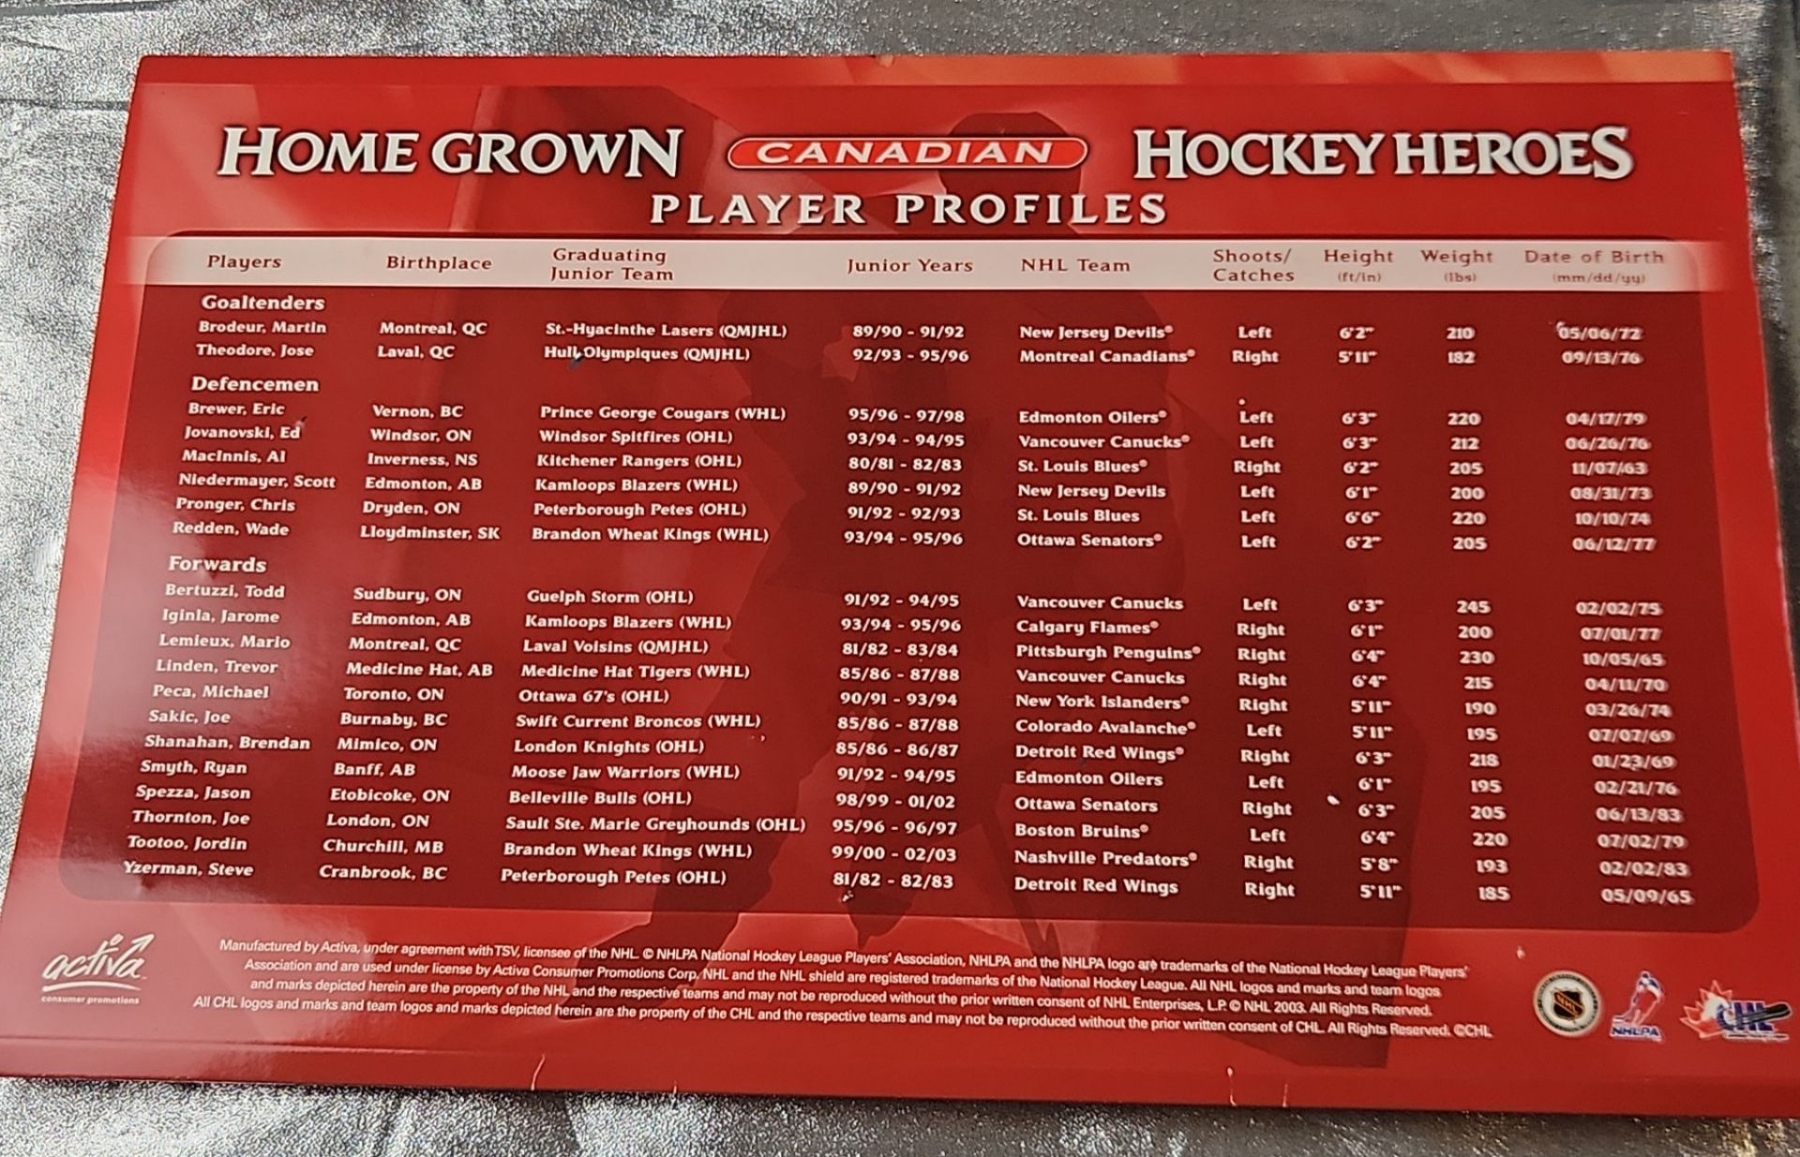 HOME GROWN CANADIAN HOCKEY HEROES
PLAYER PROFILES
Players Birthplace Graduating Junior Team Junior Years NHL Team Shoots/Catches Height (ft/in) Weight (lbs) Date of Birth (mm/dd/yy)
Goaltenders
Brodeur, Martin Montreal, QC St.-Hyacinthe Lasers (QMJHL) 89/90 - 91/92 New Jersey Devils® Left 6'2" 210 05/06/72
Theodore, Jose Laval, QC Hull Olympiques (QMJHL) 92/93 - 95/96 Montreal Canadians® Right 5'11" 182 09/13/76
Defencemen
Brewer, Eric Vernon, BC Prince George Cougars (WHL) 95/96 - 97/98 Edmonton Oilers® Left 6'3" 220 04/17/79
Jovanovski, Ed Windsor, ON Windsor Spitfires (OHL) 93/94 - 94/95 Vancouver Canucks® Left 6'3" 212 06/26/76
MacInnis, Al Inverness, NS Kitchener Rangers (OHL) 80/81 - 82/83 St. Louis Blues® Right 6'2" 205 11/07/63
Niedermayer, Scott Edmonton, AB Kamloops Blazers (WHL) 89/90 - 91/92 New Jersey Devils Left 6'1" 200 08/31/73
Pronger, Chris Dryden, ON Peterborough Petes (OHL) 91/92 - 92/93 St. Louis Blues Left 6'6" 220 10/10/74
Redden, Wade Lloydminster, SK Brandon Wheat Kings (WHL) 93/94 - 95/96 Ottawa Senators® Left 6'2" 205 06/12/77
Forwards
Bertuzzi, Todd Sudbury, ON Guelph Storm (OHL) 91/92 - 94/95 Vancouver Canucks Left 6'3" 245 02/02/75
Iginla, Jarome Edmonton, AB Kamloops Blazers (WHL) 93/94 - 95/96 Calgary Flames® Right 6'1" 200 07/01/77
Lemieux, Mario Montreal, QC Laval Voisins (QMJHL) 81/82 - 83/84 Pittsburgh Penguins® Right 6'4" 230 10/05/65
Linden, Trevor Medicine Hat, AB Medicine Hat Tigers (WHL) 85/86 - 87/88 Vancouver Canucks Right 6'4" 215 04/11/70
Peca, Michael Toronto, ON Ottawa 67's (OHL) 90/91 - 93/94 New York Islanders® Right 5'11" 190 03/26/74
Sakic, Joe Burnaby, BC Swift Current Broncos (WHL) 85/86 - 87/88 Colorado Avalanche® Left 5'11" 195 07/07/69
Shanahan, Brendan Mimico, ON London Knights (OHL) 85/86 - 86/87 Detroit Red Wings® Right 6'3" 218 01/23/69
Smyth, Ryan Banff, AB Moose Jaw Warriors (WHL) 91/92 - 94/95 Edmonton Oilers Left 6'1" 195 02/21/76
Spezza, Jason Etobicoke, ON Belleville Bulls (OHL) 98/99 - 01/02 Ottawa Senators Right 6'3" 205 06/13/83
Thornton, Joe London, ON Sault Ste. Marie Greyhounds (OHL) 95/96 - 96/97 Boston Bruins® Left 6'4" 220 07/02/79
Tootoo, Jordin Churchill, MB Brandon Wheat Kings (WHL) 99/00 - 02/03 Nashville Predators® Right 5'8" 193 02/02/83
Yzerman, Steve Cranbrook, BC Peterborough Petes (OHL) 81/82 - 82/83 Detroit Red Wings Right 5'11" 185 05/09/65
activa
consumer promotions
Manufactured by Activa, under agreement with TSV, licensee of the NHL. © NHLPA National Hockey League Players' Association, NHLPA and the NHLPA logo are trademarks of the National Hockey League Players'
Association and are used under license by Activa Consumer Promotions Corp. NHL and the NHL shield are registered trademarks of the National Hockey League. All NHL logos and marks and team logos
and marks depicted herein are the property of the NHL and the respective teams and may not be reproduced without the prior written consent of NHL Enterprises, L.P. © NHL 2003. All Rights Reserved.
All CHL logos and marks and team logos and marks depicted herein are the property of the CHL and the respective teams and may not be reproduced without the prior written consent of CHL. All Rights Reserved. ©CHL
NHL
NHLPA
CHL